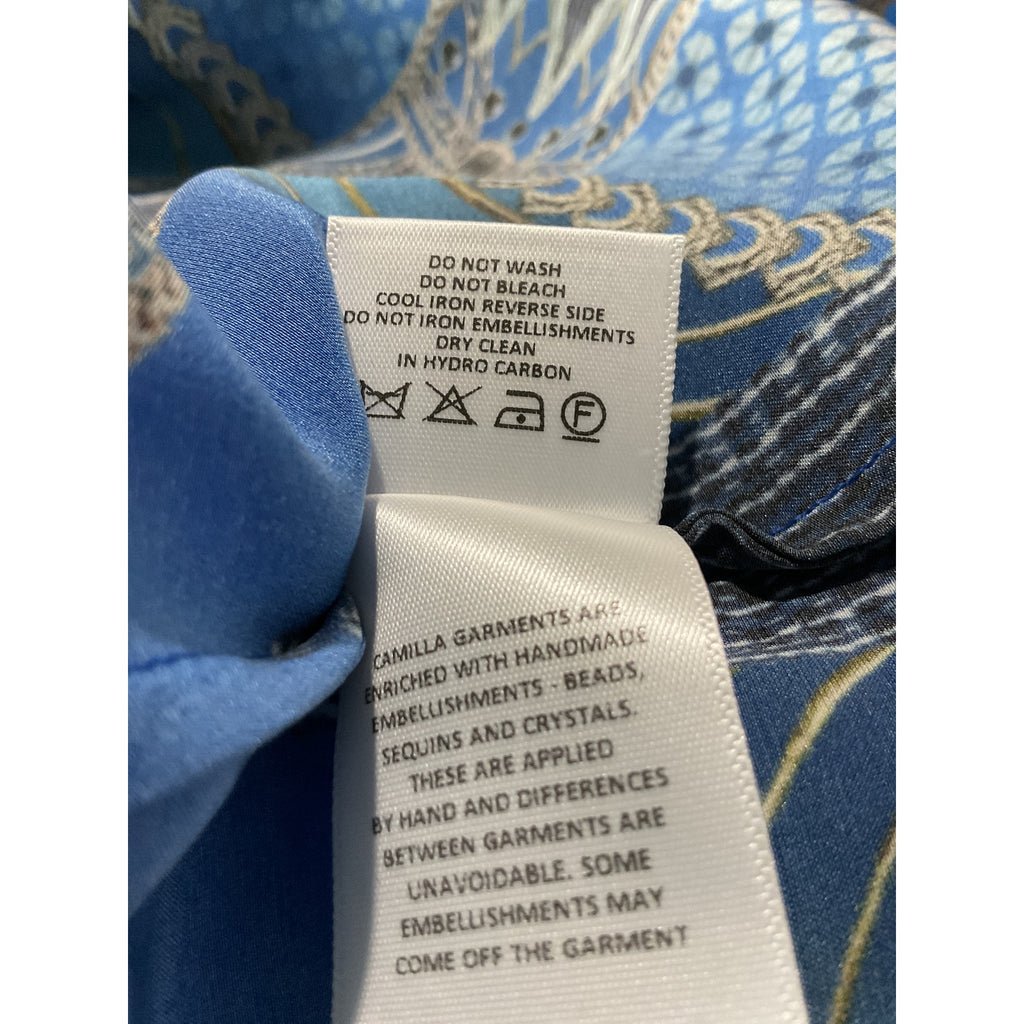 DO NOT WASH
DO NOT BLEACH
COOL IRON REVERSE SIDE
DO NOT IRON EMBELLISHMENTS
DRY CLEAN
IN HYDRO CARBON
F
CAMILLA GARMENTS ARE
ENRICHED WITH HANDMADE
EMBELLISHMENTS - BEADS,
SEQUINS AND CRYSTALS.
THESE ARE APPLIED
BY HAND AND DIFFERENCES
BETWEEN GARMENTS ARE
UNAVOIDABLE. SOME
EMBELLISHMENTS MAY
COME OFF THE GARMENT